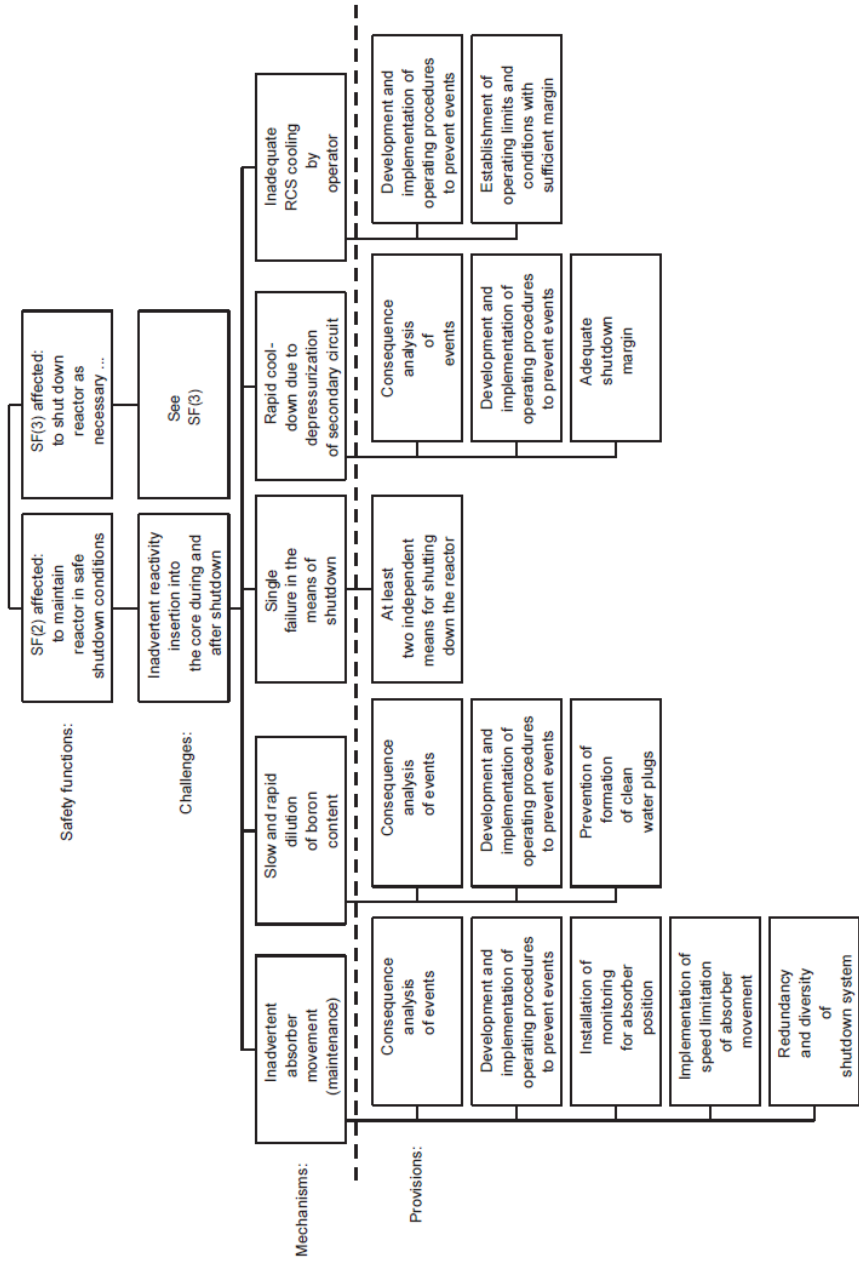 Safety functions:
SF(2) affected:
to maintain
reactor in safe
shutdown conditions
SF(3) affected:
to shut down
reactor as
necessary ...
Challenges:
Inadvertent reactivity
insertion into
the core during and
after shutdown
See
SF(3)
Mechanisms:
Inadvertent
absorber
movement
(maintenance)
Slow and rapid
dilution
of boron
content
Single
failure in the
means of
shutdown
Rapid cool-
down due to
depressurization
of secondary circuit
Inadequate
RCS cooling
by
operator
Provisions:
Consequence
analysis
of events
Development and
implementation of
operating procedures
to prevent events
Installation of
monitoring
for absorber
position
Implementation of
speed limitation
of absorber
movement
Redundancy
and diversity
of
shutdown system
Consequence
analysis
of events
Development and
implementation of
operating procedures
to prevent events
Prevention of
formation
of clean
water plugs
At least
two independent
means for shutting
down the reactor
Consequence
analysis
of
events
Development and
implementation of
operating procedures
to prevent events
Adequate
shutdown
margin
Development and
implementation of
operating procedures
to prevent events
Establishment of
operating limits and
conditions with
sufficient margin